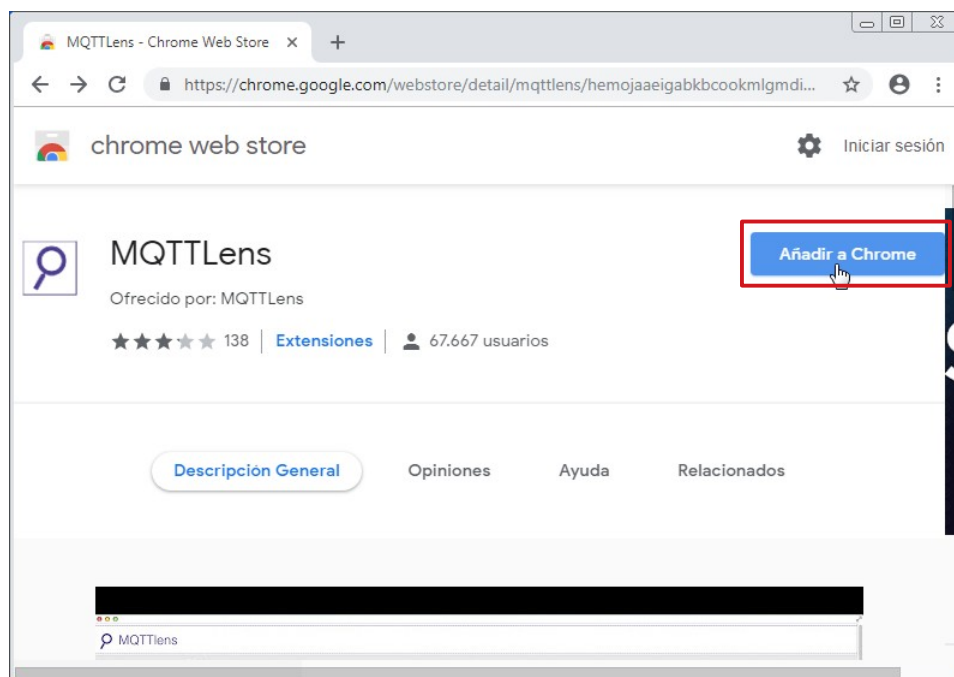 MQTTLens - Chrome Web Store
https://chrome.google.com/webstore/detail/mqttlens/hemojaaeigabkbcookmlgmdi...
chrome web store
Iniciar sesión
MQTTLens
Añadir a Chrome
Ofrecido por: MQTTLens
138 | Extensiones | 67.667 usuarios
Descripción General Opiniones Ayuda Relacionados
MQTTlens